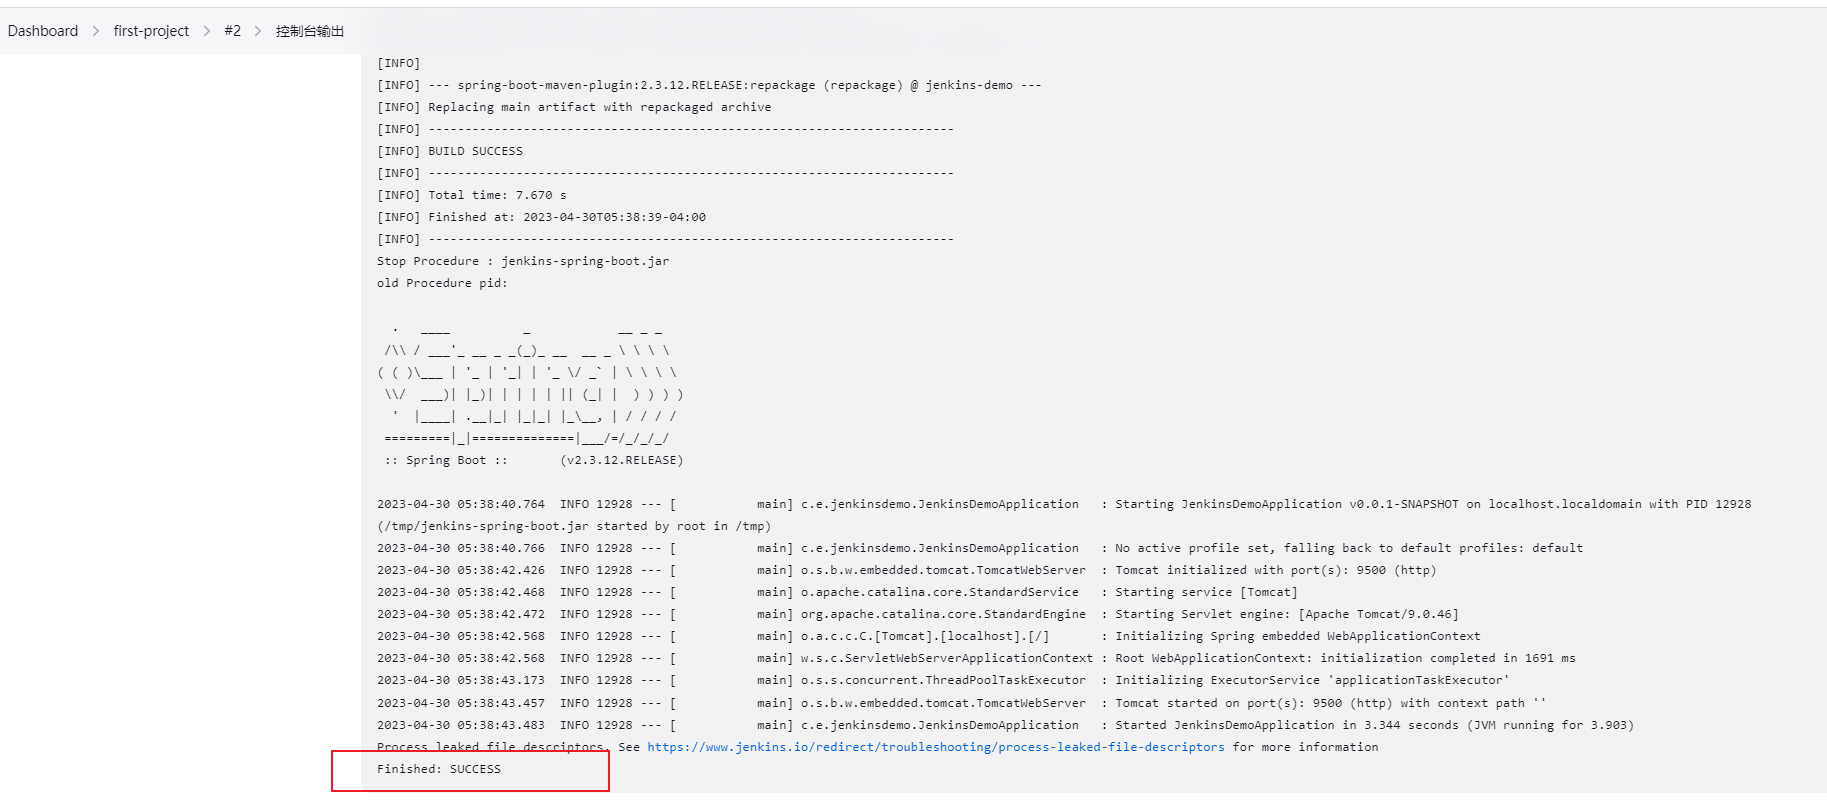 Dashboard > first-project > #2 > 控制台输出
[INFO]
[INFO] --- spring-boot-maven-plugin:2.3.12.RELEASE:repackage (repackage) @ jenkins-demo ---
[INFO] Replacing main artifact with repackaged archive
[INFO] ------------------------------------------------------------------------
[INFO] BUILD SUCCESS
[INFO] ------------------------------------------------------------------------
[INFO] Total time: 7.670 s
[INFO] Finished at: 2023-04-30T05:38:39-04:00
[INFO] ------------------------------------------------------------------------
Stop Procedure : jenkins-spring-boot.jar
old Procedure pid:

  .   ____          _            __ _ _
 /\\ / ___'_ __ _ _(_)_ __  __ _ \ \ \ \
( ( )\___ | '_ | '_| | '_ \/ _` | \ \ \ \
 \\/  ___)| |_)| | | | | || (_| |  ) ) ) )
  '  |____| .__|_| |_|_| |_\__, | / / / /
 =========|_|==============|___/=/_/_/_/
 :: Spring Boot ::       (v2.3.12.RELEASE)

2023-04-30 05:38:40.764  INFO 12928 --- [           main] c.e.jenkinsdemo.JenkinsDemoApplication   : Starting JenkinsDemoApplication v0.0.1-SNAPSHOT on localhost.localdomain with PID 12928
(/tmp/jenkins-spring-boot.jar started by root in /tmp)
2023-04-30 05:38:40.766  INFO 12928 --- [           main] c.e.jenkinsdemo.JenkinsDemoApplication   : No active profile set, falling back to default profiles: default
2023-04-30 05:38:42.426  INFO 12928 --- [           main] o.s.b.w.embedded.tomcat.TomcatWebServer  : Tomcat initialized with port(s): 9500 (http)
2023-04-30 05:38:42.468  INFO 12928 --- [           main] o.apache.catalina.core.StandardService   : Starting service [Tomcat]
2023-04-30 05:38:42.472  INFO 12928 --- [           main] org.apache.catalina.core.StandardEngine  : Starting Servlet engine: [Apache Tomcat/9.0.46]
2023-04-30 05:38:42.568  INFO 12928 --- [           main] o.a.c.c.C.[Tomcat].[localhost].[/]       : Initializing Spring embedded WebApplicationContext
2023-04-30 05:38:42.568  INFO 12928 --- [           main] w.s.c.ServletWebServerApplicationContext : Root WebApplicationContext: initialization completed in 1691 ms
2023-04-30 05:38:43.173  INFO 12928 --- [           main] o.s.s.concurrent.ThreadPoolTaskExecutor  : Initializing ExecutorService 'applicationTaskExecutor'
2023-04-30 05:38:43.457  INFO 12928 --- [           main] o.s.b.w.embedded.tomcat.TomcatWebServer  : Tomcat started on port(s): 9500 (http) with context path ''
2023-04-30 05:38:43.483  INFO 12928 --- [           main] c.e.jenkinsdemo.JenkinsDemoApplication   : Started JenkinsDemoApplication in 3.344 seconds (JVM running for 3.903)
Process leaked file descriptors. See https://www.jenkins.io/redirect/troubleshooting/process-leaked-file-descriptors for more information
Finished: SUCCESS